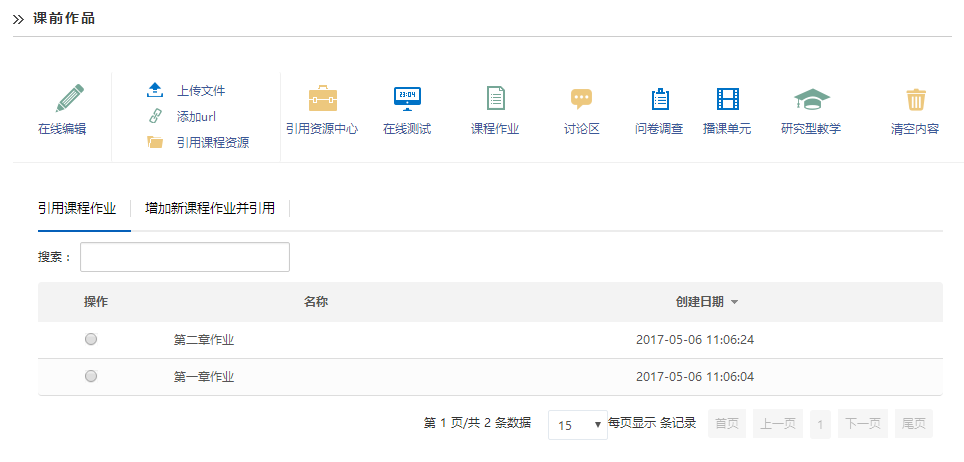 课前作品
在线编辑
上传文件
添加url
引用课程资源
引用资源中心
23:04
在线测试
课程作业
讨论区
问卷调查
播课单元
研究型教学
清空内容
引用课程作业 增加新课程作业并引用
搜索：
操作 名称 创建日期
第二章作业 2017-05-06 11:06:24
第一章作业 2017-05-06 11:06:04
第 1 页/共 2 条数据 15 每页显示 条记录 首页 上一页 1 下一页 尾页